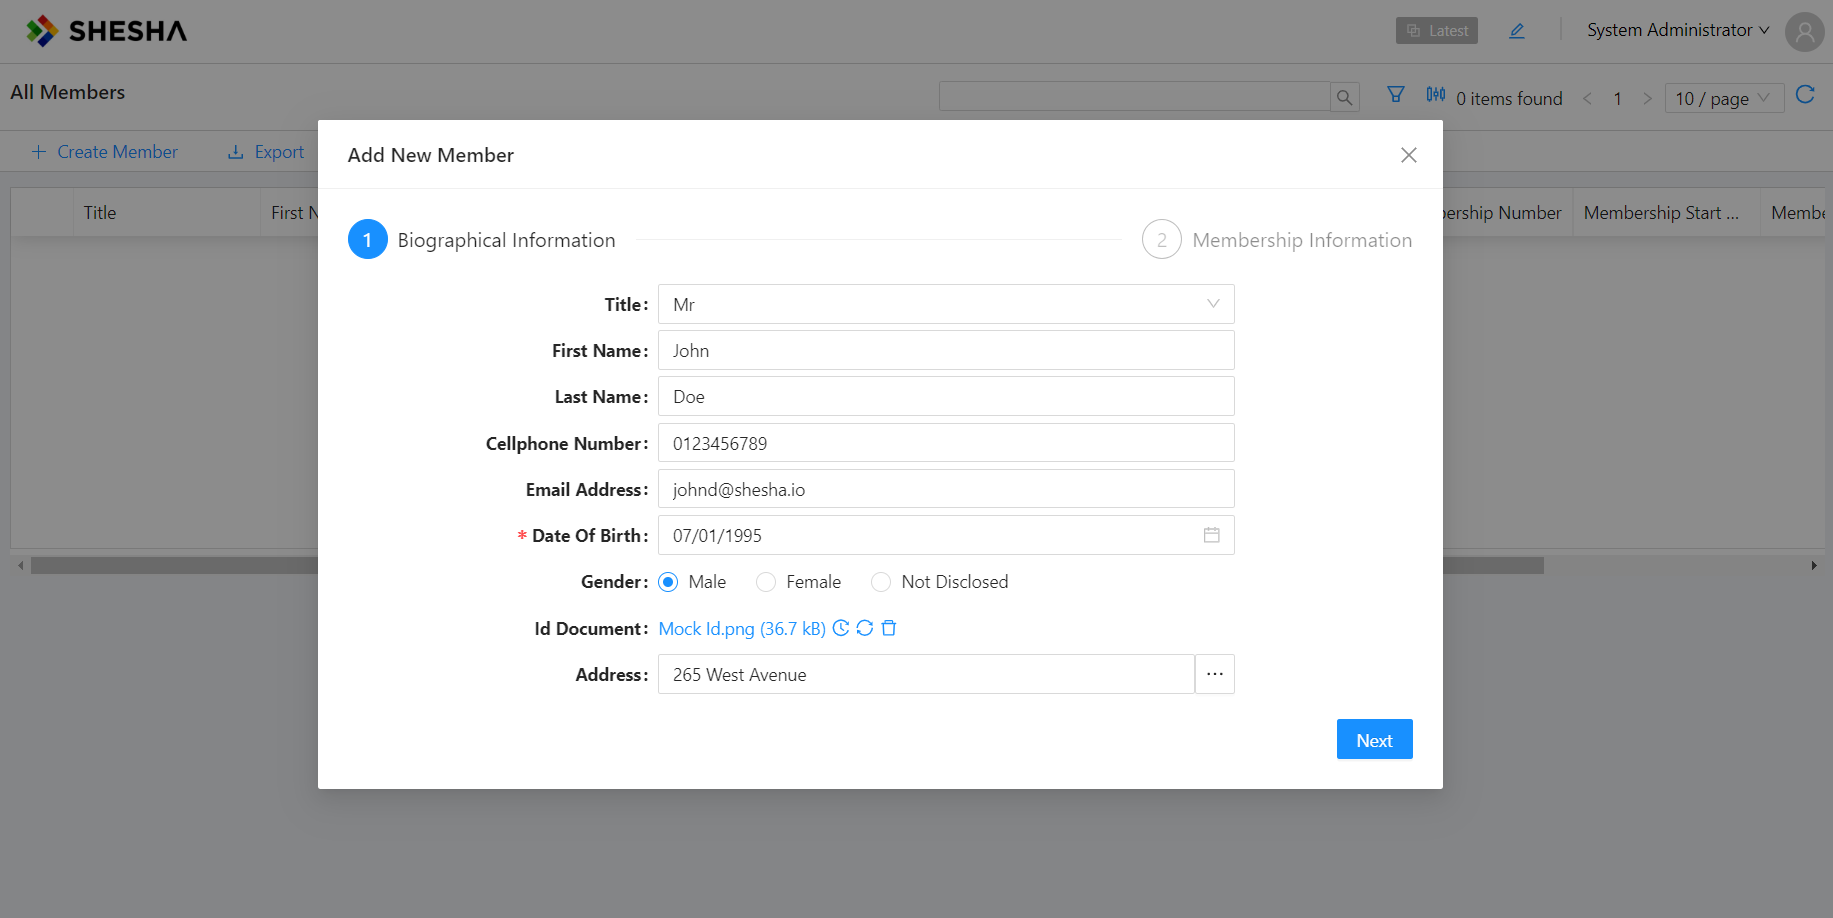 SHESHA
Latest
System Administrator
All Members
0 items found
1
10 / page
Create Member
Export
Title
First N
bership Number
Membership Start ...
Membe
Add New Member
1 Biographical Information
2 Membership Information
Title: Mr
First Name: John
Last Name: Doe
Cellphone Number: 0123456789
Email Address: johnd@shesha.io
* Date Of Birth: 07/01/1995
Gender: Male Female Not Disclosed
Id Document: Mock Id.png (36.7 kB)
Address: 265 West Avenue ...
Next